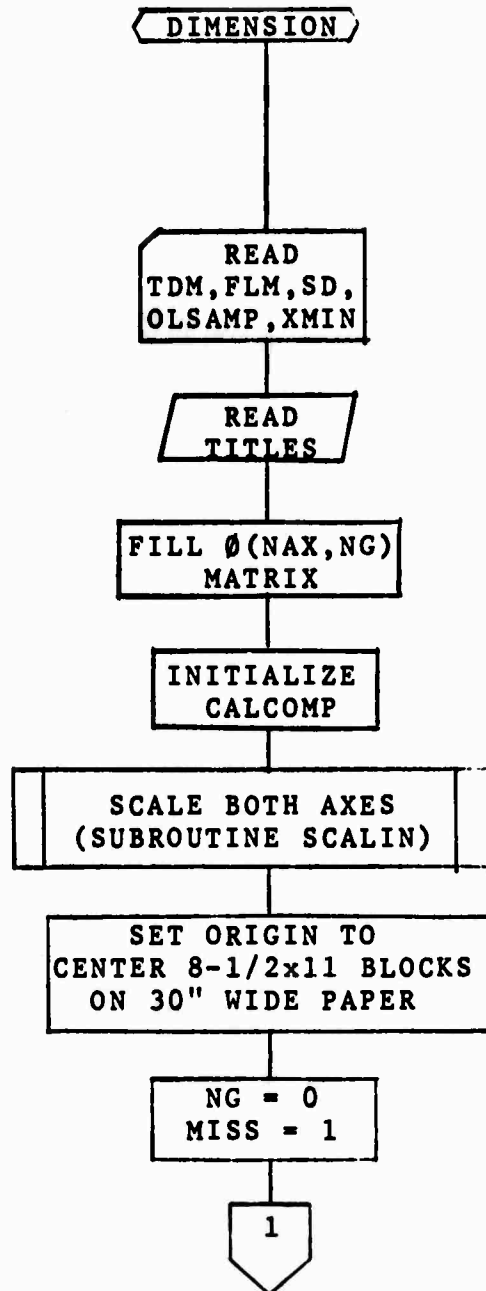 DIMENSION
READ
TDM,FLM,SD,
OLSAMP,XMIN
READ
TITLES
FILL Ø(NAX,NG)
MATRIX
INITIALIZE
CALCOMP
SCALE BOTH AXES
(SUBROUTINE SCALIN)
SET ORIGIN TO
CENTER 8-1/2x11 BLOCKS
ON 30" WIDE PAPER
NG = 0
MISS = 1
1